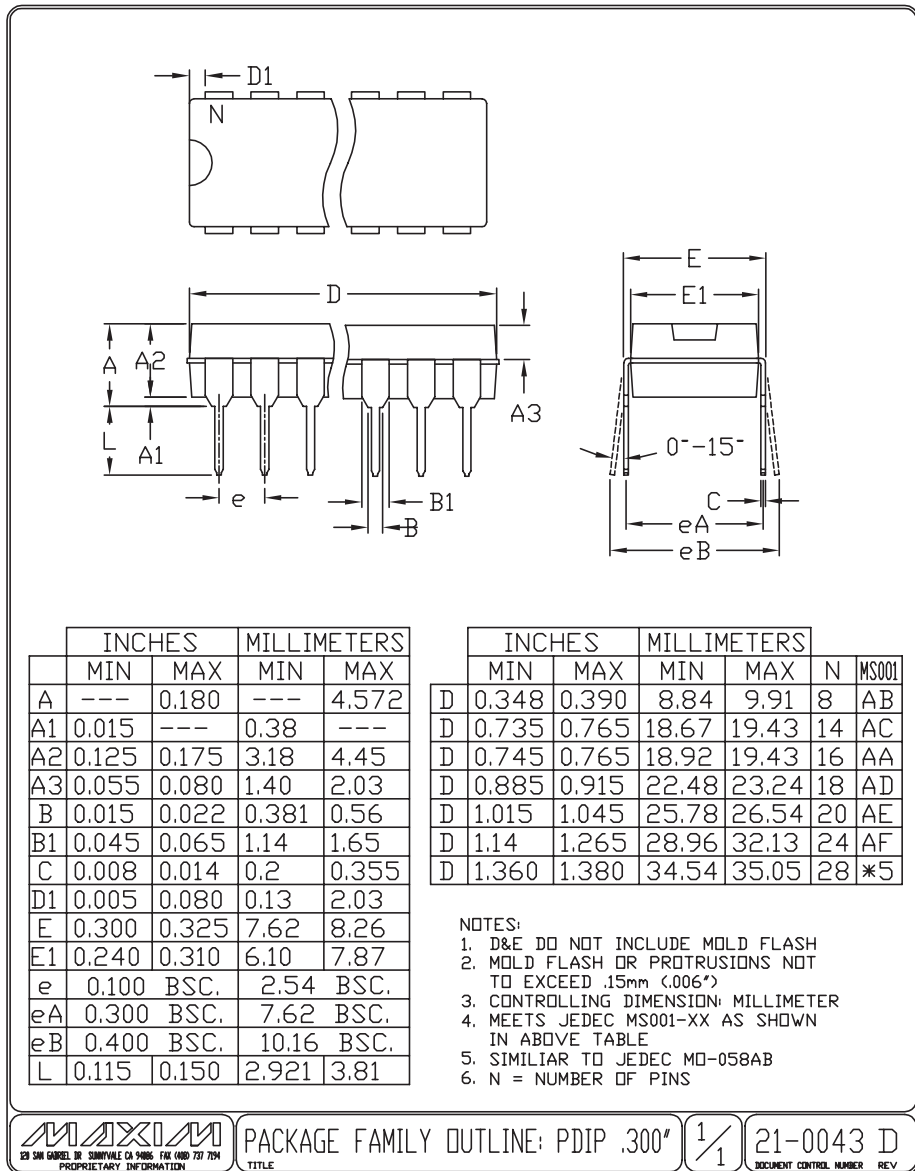 D1
N
D
E
E1
A
A2
A3
L
A1
0°-15°
e
B1
B
C
eA
eB
INCHES MILLIMETERS
MIN MAX MIN MAX
A --- 0.180 --- 4.572
A1 0.015 --- 0.38 ---
A2 0.125 0.175 3.18 4.45
A3 0.055 0.080 1.40 2.03
B 0.015 0.022 0.381 0.56
B1 0.045 0.065 1.14 1.65
C 0.008 0.014 0.2 0.355
D1 0.005 0.080 0.13 2.03
E 0.300 0.325 7.62 8.26
E1 0.240 0.310 6.10 7.87
e 0.100 BSC. 2.54 BSC.
eA 0.300 BSC. 7.62 BSC.
eB 0.400 BSC. 10.16 BSC.
L 0.115 0.150 2.921 3.81
INCHES MILLIMETERS
MIN MAX MIN MAX N MS001
D 0.348 0.390 8.84 9.91 8 AB
D 0.735 0.765 18.67 19.43 14 AC
D 0.745 0.765 18.92 19.43 16 AA
D 0.885 0.915 22.48 23.24 18 AD
D 1.015 1.045 25.78 26.54 20 AE
D 1.14 1.265 28.96 32.13 24 AF
D 1.360 1.380 34.54 35.05 28 *5
NOTES:
1. D&E DO NOT INCLUDE MOLD FLASH
2. MOLD FLASH OR PROTRUSIONS NOT
TO EXCEED .15mm (.006")
3. CONTROLLING DIMENSION: MILLIMETER
4. MEETS JEDEC MS001-XX AS SHOWN
IN ABOVE TABLE
5. SIMILIAR TO JEDEC MO-058AB
6. N = NUMBER OF PINS
MAXIM
120 SAN GABRIEL DR SUNNYVALE CA 94086 FAX (408) 737 7194
PROPRIETARY INFORMATION
PACKAGE FAMILY OUTLINE: PDIP .300"
TITLE
1/1
21-0043 D
DOCUMENT CONTROL NUMBER REV